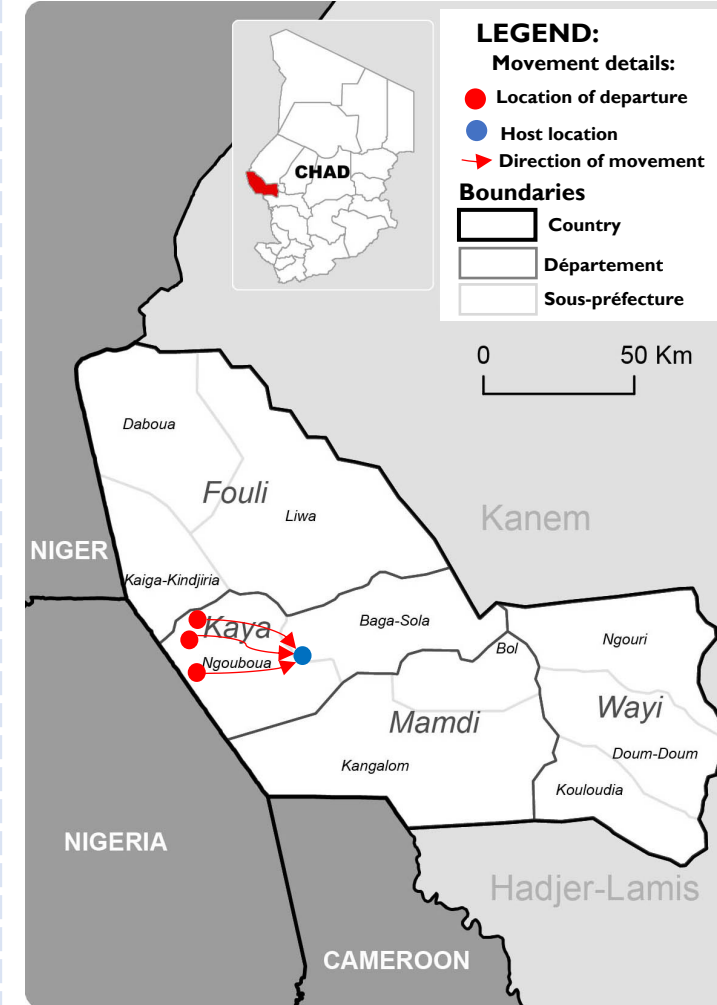 LEGEND:
Movement details:
Location of departure
Host location
Direction of movement
Boundaries
Country
Département
Sous-préfecture
CHAD
0 50 Km
Daboua
Fouli
Liwa
Kanem
NIGER
Kaiga-Kindjiria
Kaya
Baga-Sola
Ngouri
Bol
Ngouboua
Wayi
Mamdi
Doum-Doum
Kangalom
Kouloudia
NIGERIA
Hadjer-Lamis
CAMEROON